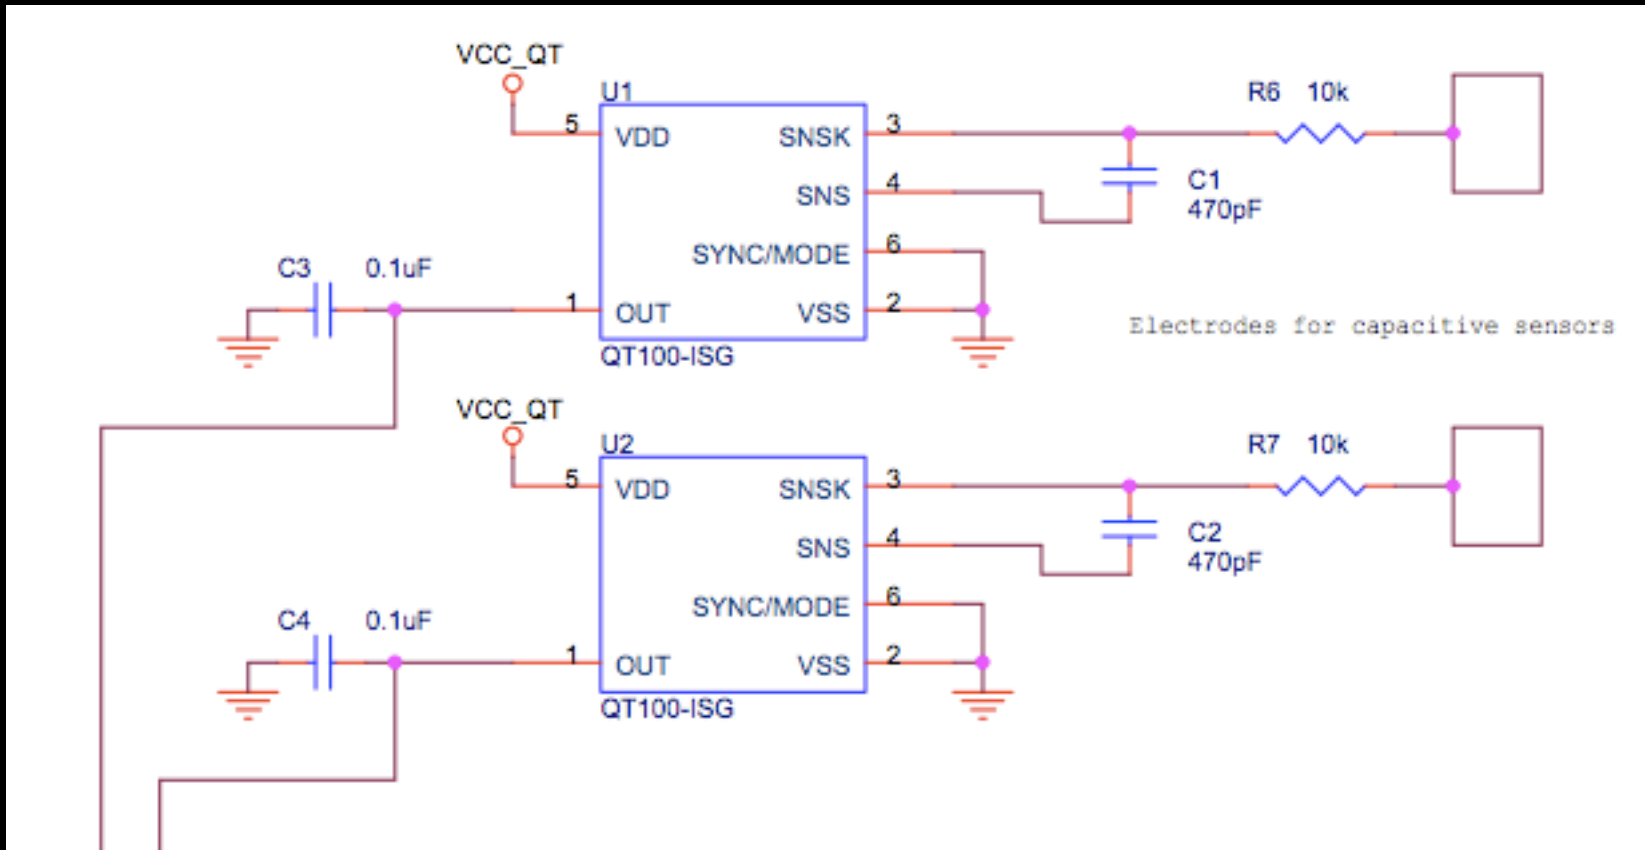 VCC_QT
U1
R6 10k
5 VDD SNSK 3
SNS 4
C1
470pF
SYNC/MODE 6
C3 0.1uF
1 OUT VSS 2
QT100-ISG
Electrodes for capacitive sensors
VCC_QT
U2
R7 10k
5 VDD SNSK 3
SNS 4
C2
470pF
SYNC/MODE 6
C4 0.1uF
1 OUT VSS 2
QT100-ISG